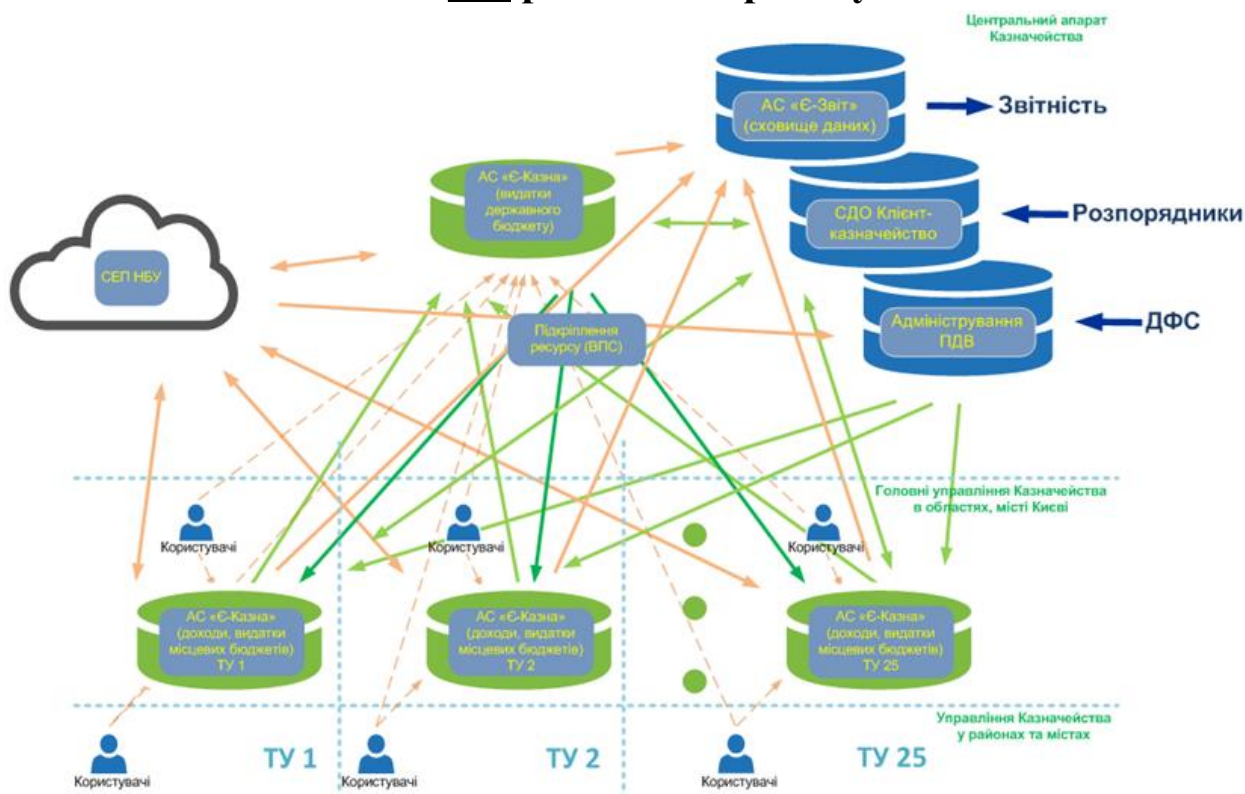 Центральний апарат
Казначейства
АС «Є-Звіт»
(сховище даних)
Звітність
АС «Є-Казна»
(видатки
державного
бюджету)
СДО Клієнт-
казначейство
Розпорядники
СЕП НБУ
Адміністрування
ПДВ
ДФС
Підкріплення
ресурсу (ВПС)
Головні управління Казначейства
в областях, місті Києві
Користувачі
Користувачі
Користувачі
АС «Є-Казна»
(доходи, видатки
місцевих бюджетів)
ТУ 1
АС «Є-Казна»
(доходи, видатки
місцевих бюджетів)
ТУ 2
АС «Є-Казна»
(доходи, видатки
місцевих бюджетів)
ТУ 25
Управління Казначейства
у районах та містах
ТУ 1
ТУ 2
ТУ 25
Користувачі
Користувачі
Користувачі